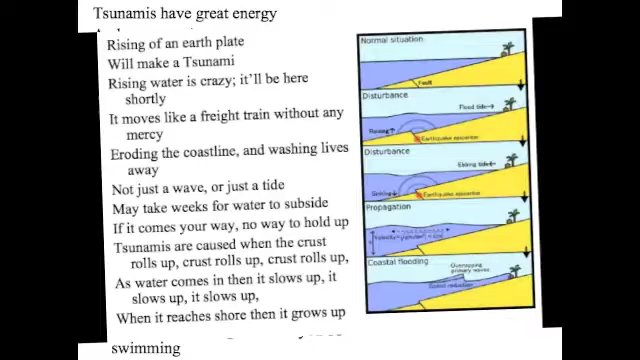 Tsunamis have great energy
Rising of an earth plate
Will make a Tsunami
Rising water is crazy; it'll be here
shortly
It moves like a freight train without any
mercy
Eroding the coastline, and washing lives
away
Not just a wave, or just a tide
May take weeks for water to subside
If it comes your way, no way to hold up
Tsunamis are caused when the crust
rolls up, crust rolls up, crust rolls up,
As water comes in then it slows up, it
slows up, it slows up,
When it reaches shore then it grows up
swimming
Normal situation
Fault
Disturbance
Flood tide
Rising
Earthquake epicenter
Disturbance
Ebbing tide
Sinking
Earthquake epicenter
Propagation
Coastal flooding
Overlapping
primary waves
Speed reduction